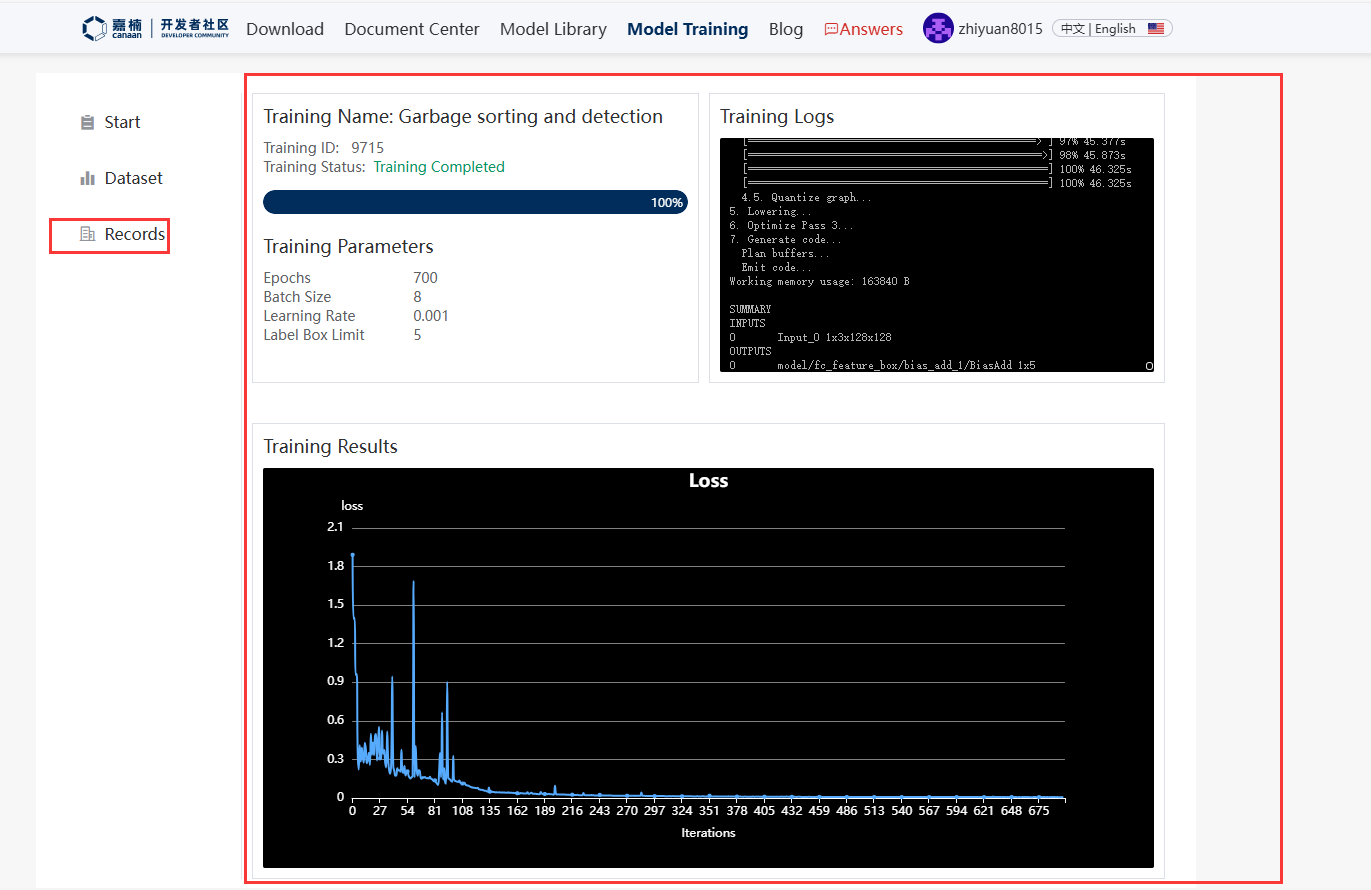 嘉楠 canaan 开发者社区 DEVELOPER COMMUNITY Download Document Center Model Library Model Training Blog Answers zhiyuan8015 中文 | English
Start
Dataset
Records
Training Name: Garbage sorting and detection
Training ID: 9715
Training Status: Training Completed
100%
Training Parameters
Epochs 700
Batch Size 8
Learning Rate 0.001
Label Box Limit 5
Training Logs
[==================================================>] 97% 45.377s
[==================================================>] 98% 45.873s
[==================================================] 100% 46.325s
[==================================================] 100% 46.325s
4.5. Quantize graph...
5. Lowering...
6. Optimize Pass 3...
7. Generate code...
Plan buffers...
Emit code...
Working memory usage: 163840 B
SUMMARY
INPUTS
0 Input_0 1x3x128x128
OUTPUTS
0 model/fc_feature_box/bias_add_1/BiasAdd 1x5
Training Results
Loss
loss
2.1
1.8
1.5
1.2
0.9
0.6
0.3
0
0 27 54 81 108 135 162 189 216 243 270 297 324 351 378 405 432 459 486 513 540 567 594 621 648 675
Iterations